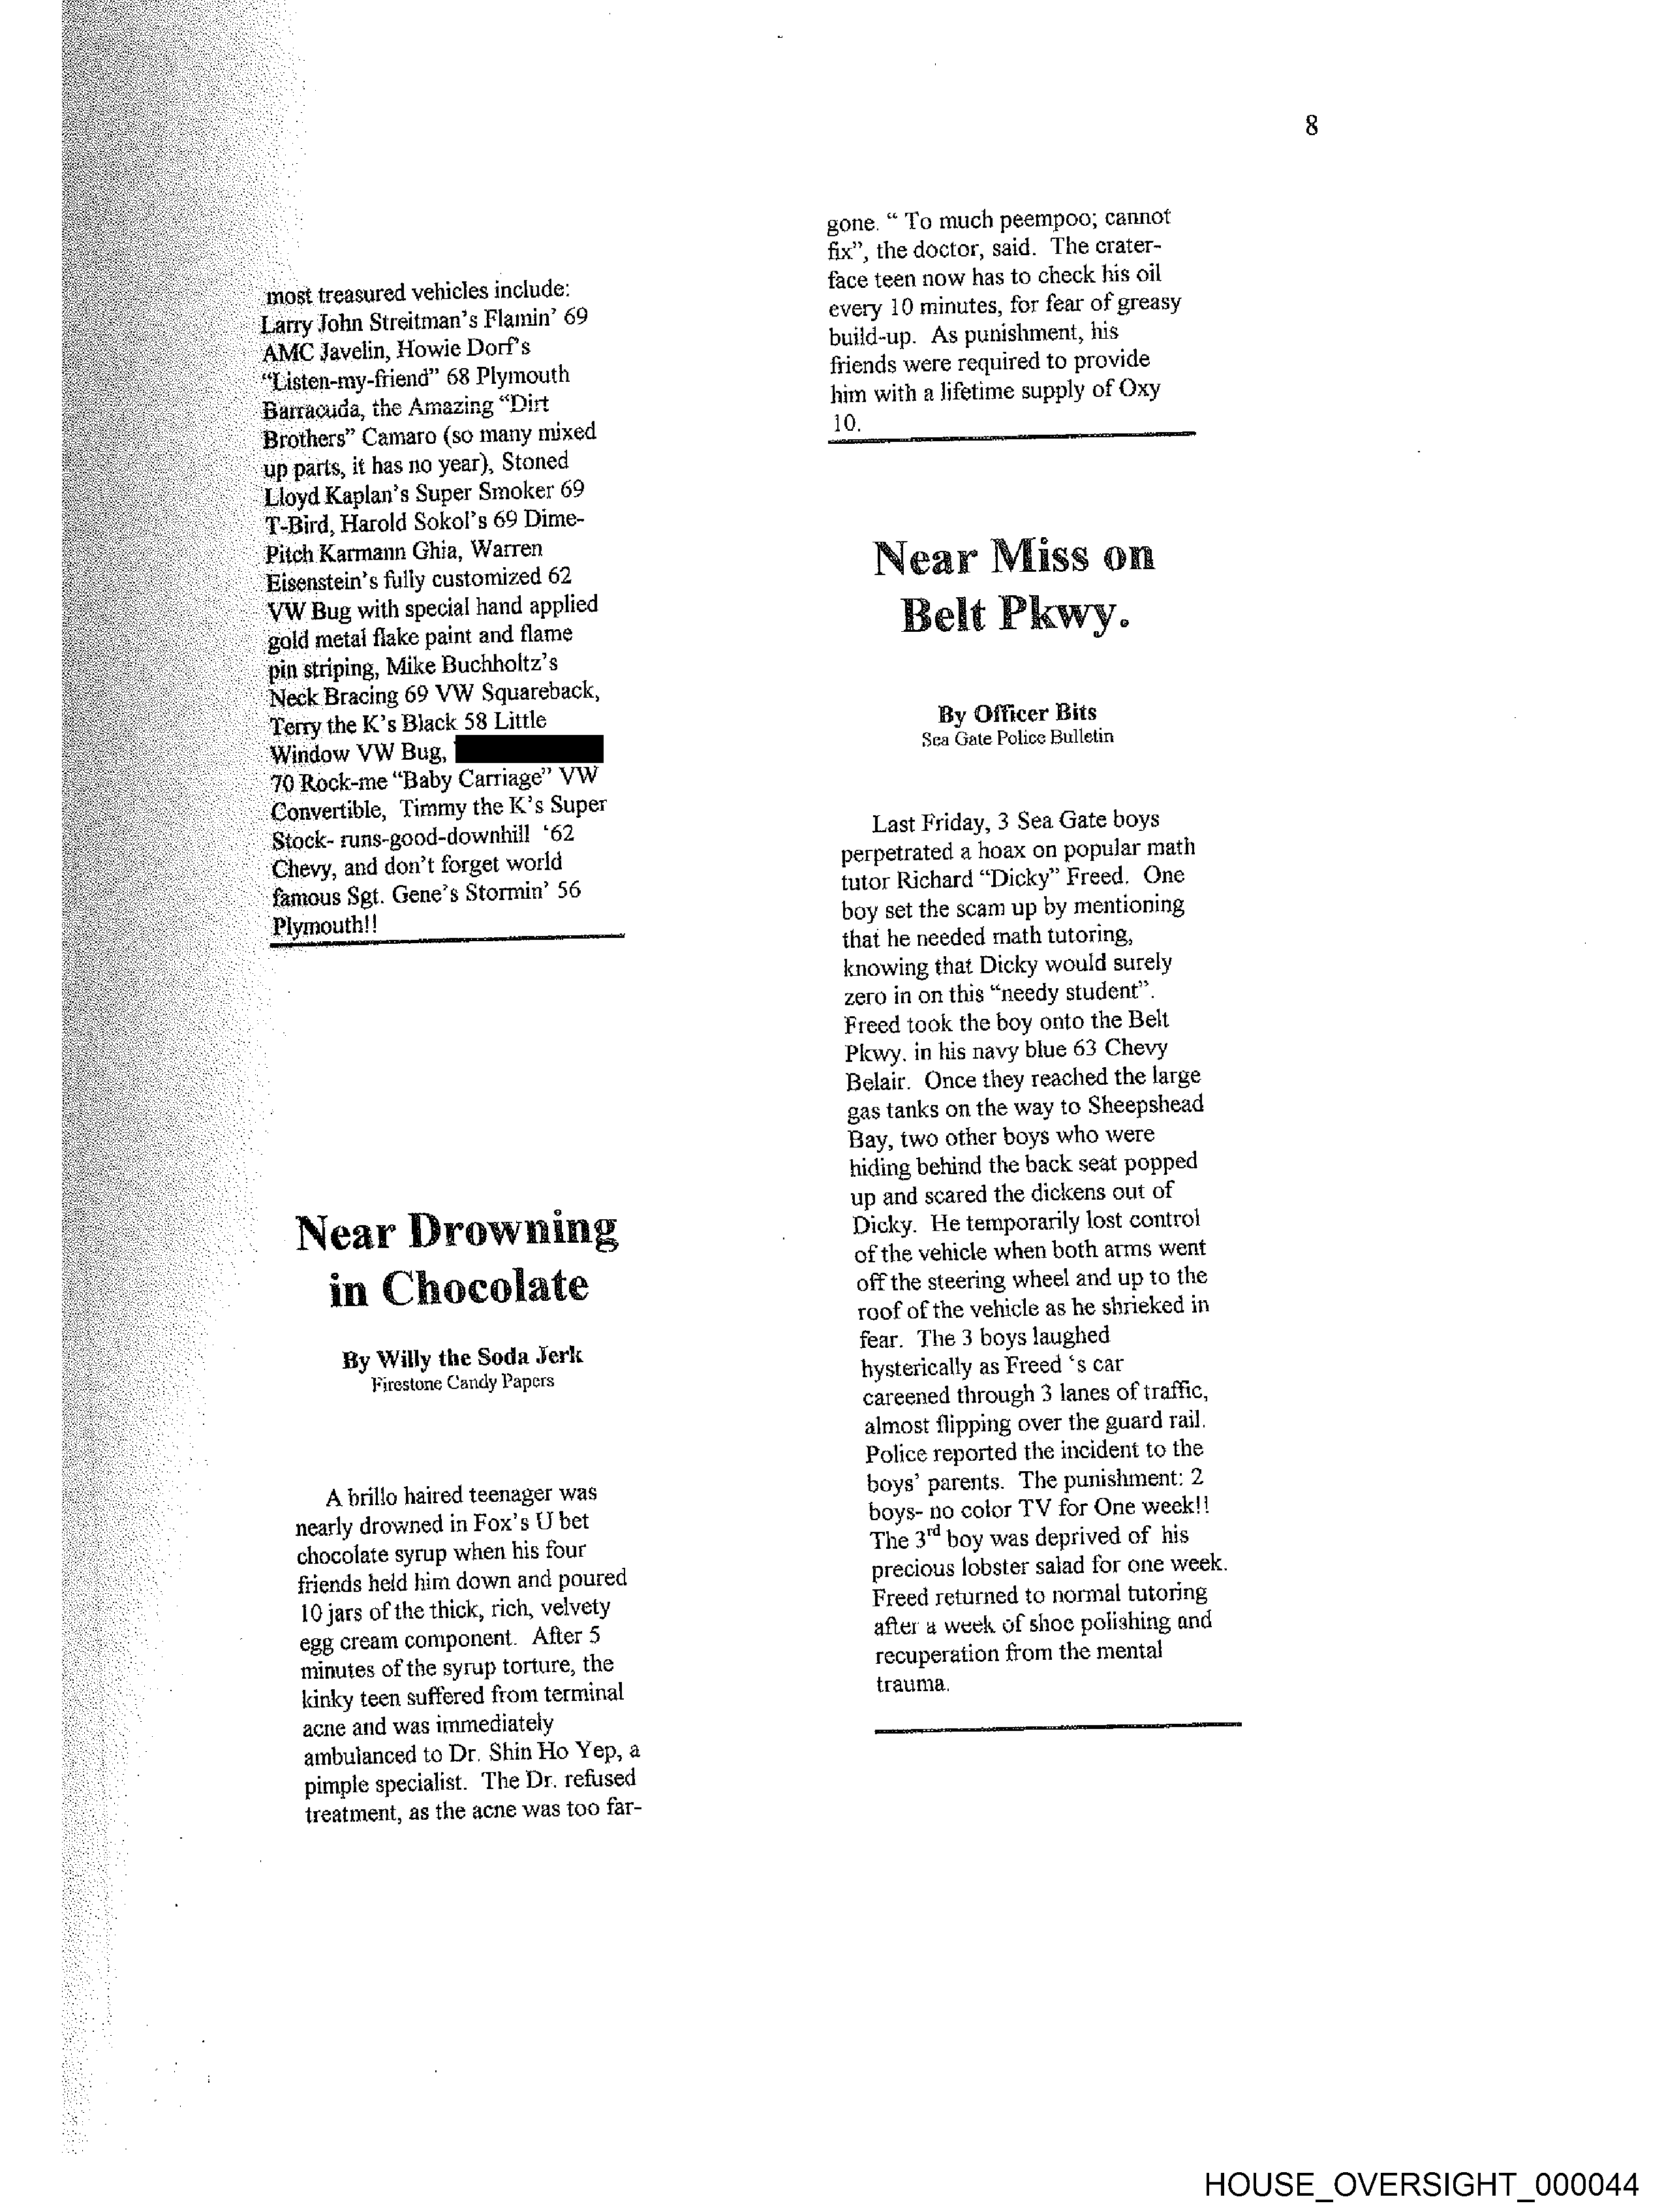 8
most treasured vehicles include:
Larry John Streitman's Flamin' 69
AMC Javelin, Howie Dorf's
"Listen-my-friend" 68 Plymouth
Barracuda, the Amazing "Dirt
Brothers" Camaro (so many mixed
up parts, it has no year), Stoned
Lloyd Kaplan's Super Smoker 69
T-Bird, Harold Sokol's 69 Dime-
Pitch Karmann Ghia, Warren
Eisenstein's fully customized 62
VW Bug with special hand applied
gold metal flake paint and flame
pin striping, Mike Buchholtz's
Neck Bracing 69 VW Squareback,
Terry the K's Black 58 Little
Window VW Bug,
70 Rock-me "Baby Carriage" VW
Convertible, Timmy the K's Super
Stock- runs-good-downhill '62
Chevy, and don't forget world
famous Sgt. Gene's Stormin' 56
Plymouth!!
Near Drowning
in Chocolate
By Willy the Soda Jerk
Firestone Candy Papers
A brillo haired teenager was
nearly drowned in Fox's U bet
chocolate syrup when his four
friends held him down and poured
10 jars of the thick, rich, velvety
egg cream component. After 5
minutes of the syrup torture, the
kinky teen suffered from terminal
acne and was immediately
ambulanced to Dr. Shin Ho Yep, a
pimple specialist. The Dr. refused
treatment, as the acne was too far-
gone. " To much peempoo; cannot
fix", the doctor, said. The crater-
face teen now has to check his oil
every 10 minutes, for fear of greasy
build-up. As punishment, his
friends were required to provide
him with a lifetime supply of Oxy
10.
Near Miss on
Belt Pkwy.
By Officer Bits
Sea Gate Police Bulletin
Last Friday, 3 Sea Gate boys
perpetrated a hoax on popular math
tutor Richard "Dicky" Freed. One
boy set the scam up by mentioning
that he needed math tutoring,
knowing that Dicky would surely
zero in on this "needy student".
Freed took the boy onto the Belt
Pkwy. in his navy blue 63 Chevy
Belair. Once they reached the large
gas tanks on the way to Sheepshead
Bay, two other boys who were
hiding behind the back seat popped
up and scared the dickens out of
Dicky. He temporarily lost control
of the vehicle when both arms went
off the steering wheel and up to the
roof of the vehicle as he shrieked in
fear. The 3 boys laughed
hysterically as Freed 's car
careened through 3 lanes of traffic,
almost flipping over the guard rail.
Police reported the incident to the
boys' parents. The punishment: 2
boys- no color TV for One week!!
The 3rd boy was deprived of his
precious lobster salad for one week.
Freed returned to normal tutoring
after a week of shoe polishing and
recuperation from the mental
trauma.
HOUSE_OVERSIGHT_000044